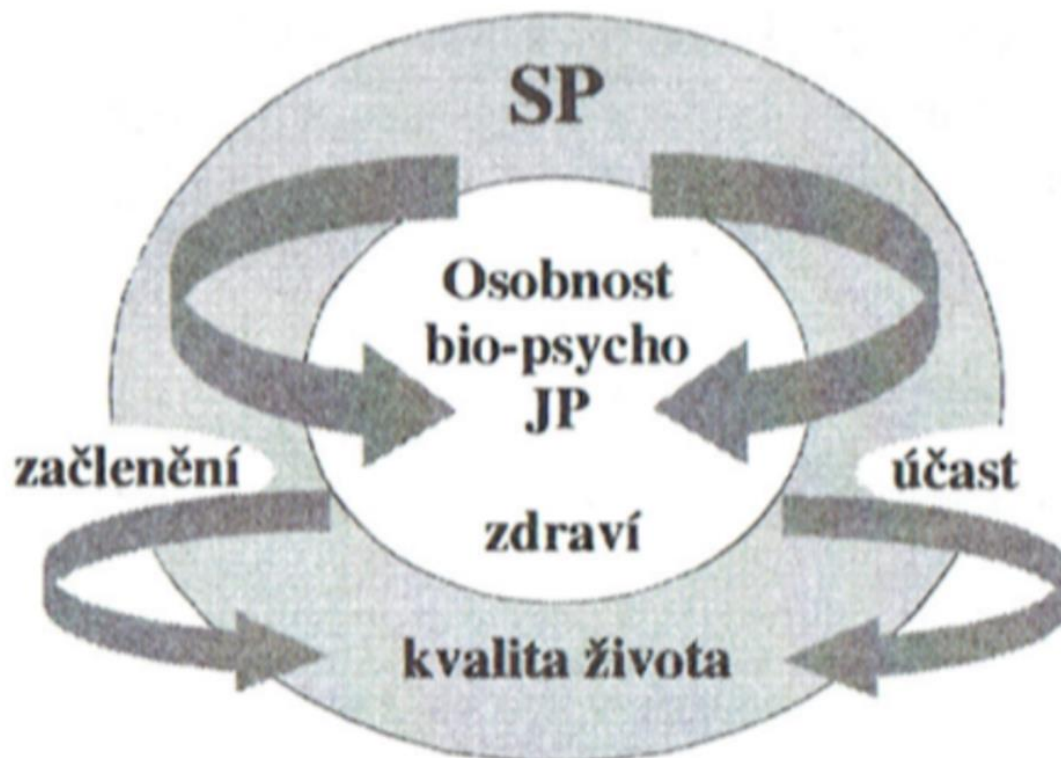 SP
Osobnost
bio-psycho
JP
začlenění
účast
zdraví
kvalita života